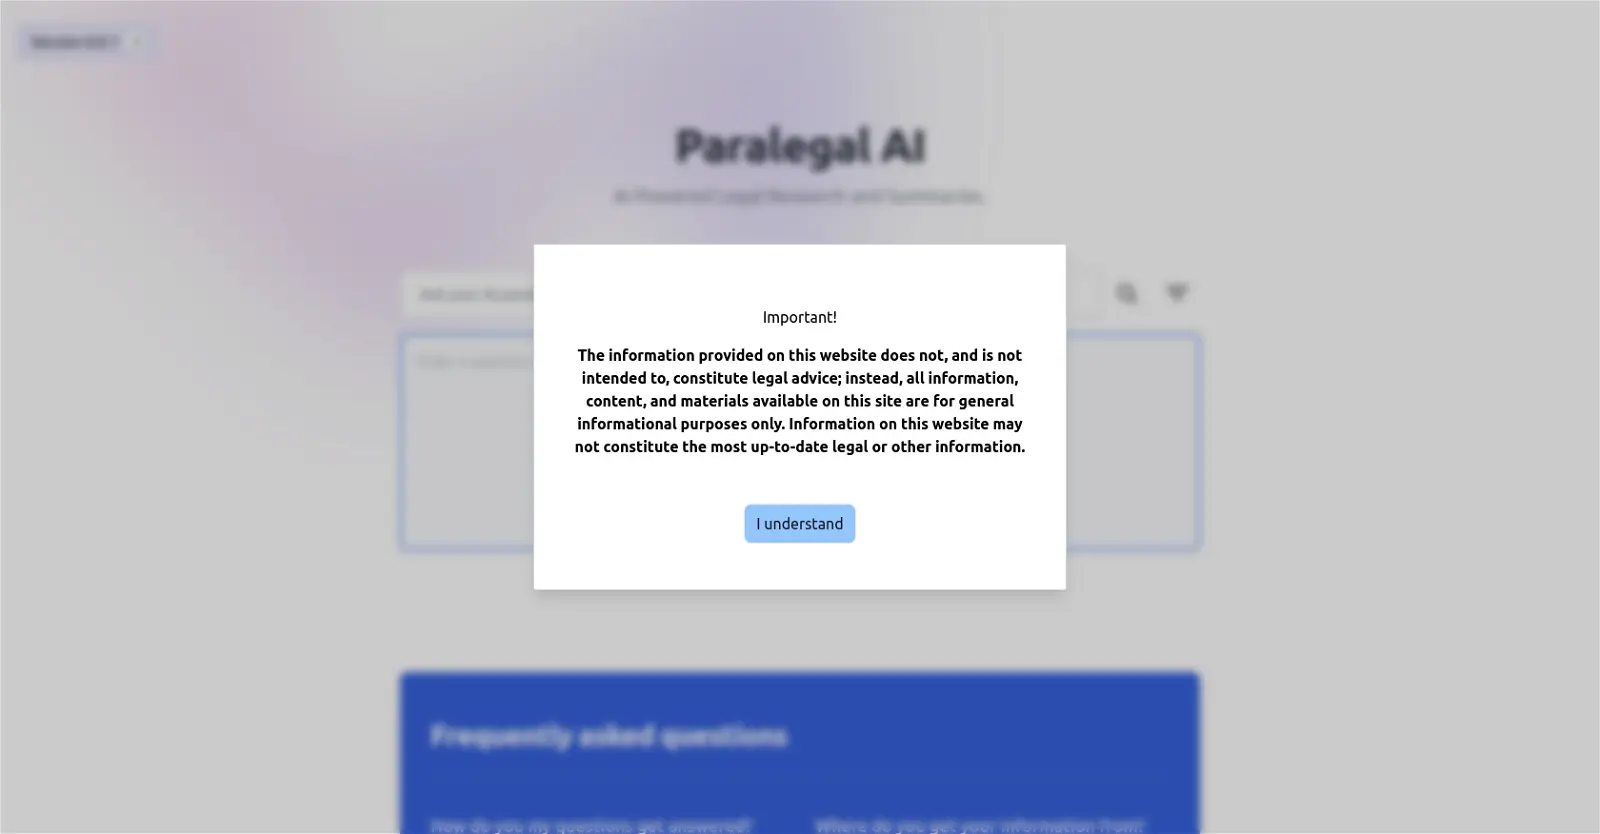 Paralegal AI
AI Powered Legal Research and Summaries.
Important!
The information provided on this website does not, and is not
intended to, constitute legal advice; instead, all information,
content, and materials available on this site are for general
informational purposes only. Information on this website may
not constitute the most up-to-date legal or other information.
I understand
Frequently asked questions
How do you my questions get answered?
Where do you get your information from?